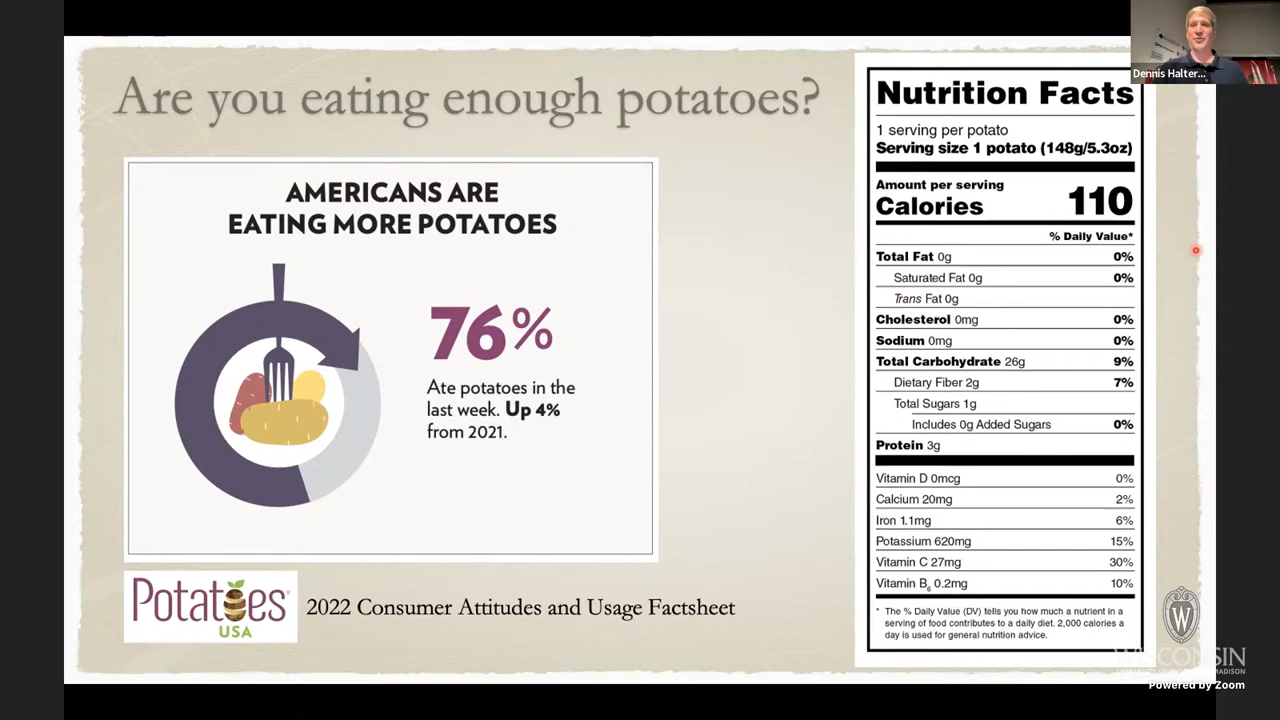 Are you eating enough potatoes?
AMERICANS ARE
EATING MORE POTATOES
76%
Ate potatoes in the
last week. Up 4%
from 2021.
Potatoes
USA
2022 Consumer Attitudes and Usage Factsheet
Dennis Halter...
Nutrition Facts
1 serving per potato
Serving size 1 potato (148g/5.3oz)
Amount per serving
Calories 110
% Daily Value*
Total Fat 0g 0%
Saturated Fat 0g 0%
Trans Fat 0g
Cholesterol 0mg 0%
Sodium 0mg 0%
Total Carbohydrate 26g 9%
Dietary Fiber 2g 7%
Total Sugars 1g
Includes 0g Added Sugars 0%
Protein 3g
Vitamin D 0mcg 0%
Calcium 20mg 2%
Iron 1.1mg 6%
Potassium 620mg 15%
Vitamin C 27mg 30%
Vitamin B6 0.2mg 10%
* The % Daily Value (DV) tells you how much a nutrient in a
serving of food contributes to a daily diet. 2,000 calories a
day is used for general nutrition advice.
W
WISCONSIN
Powered by Zoom